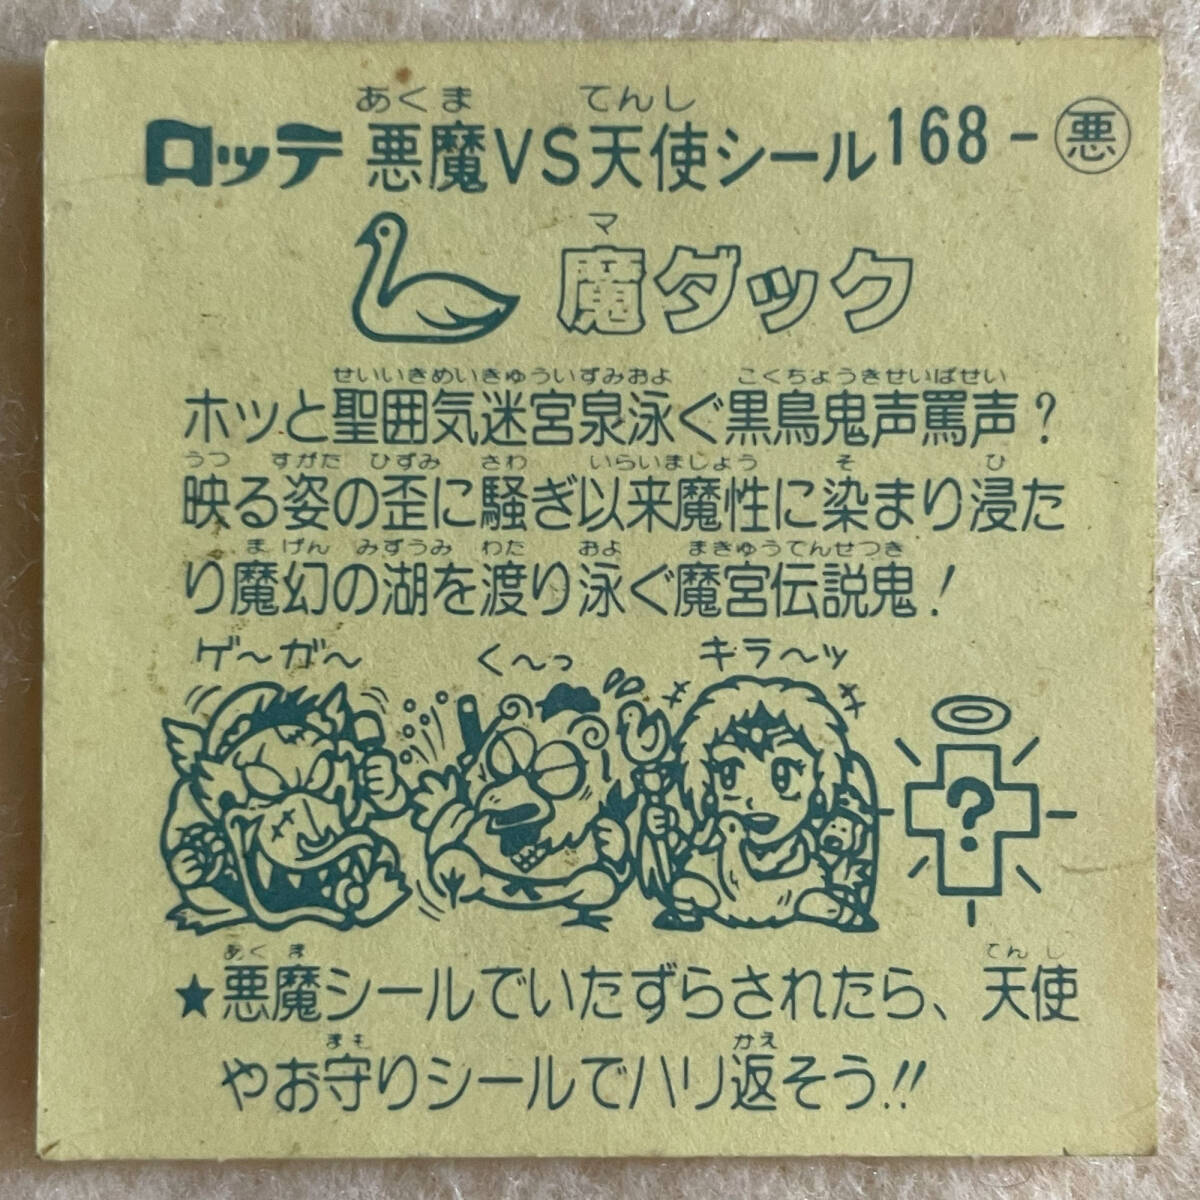 あくま てんし
ロッテ 悪魔VS天使シール168-悪
マ
魔ダック
せいいきめいきゅういずみおよ こくちょうきせいばせい
ホッと聖囲気迷宮泉泳ぐ黒鳥鬼声罵声?
うつ すがた ひずみ さわ いらいましょう そ ひ
映る姿の歪に騒ぎ以来魔性に染まり浸た
ま げん みずうみ わた およ まきゅうでんせつき
り魔幻の湖を渡り泳ぐ魔宮伝説鬼!
ゲ〜ガ〜 く〜っ キラ〜ッ
?
あくま てんし
★悪魔シールでいたずらされたら、天使
まも かえ
やお守りシールでハリ返そう!!